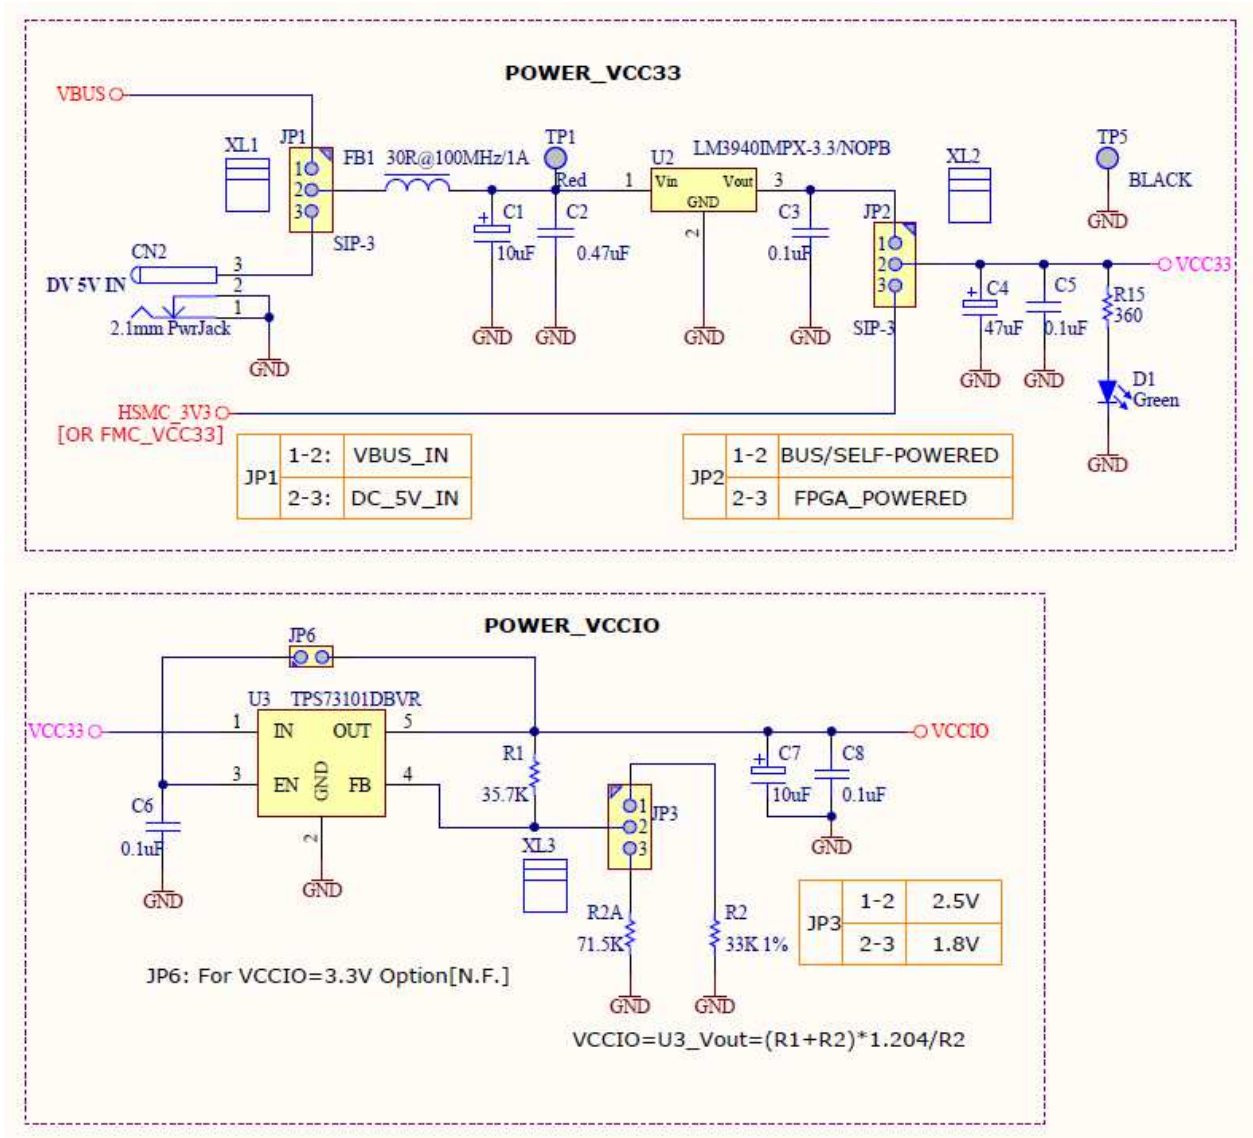 POWER_VCC33
VBUS
XL1
JP1
1
2
3
SIP-3
FB1 30R@100MHz/1A
TP1
Red
C1
10uF
C2
0.47uF
GND
GND
1
U2
LM3940IMPX-3.3/NOPB
Vin
Vout
GND
2
3
GND
C3
0.1uF
GND
JP2
1
2
3
SIP-3
XL2
TP5
BLACK
GND
VCC33
C4
47uF
GND
C5
0.1uF
GND
R15
360
D1
Green
GND
CN2
DV 5V IN
3
2
1
2.1mm PwrJack
GND
HSMC_3V3
[OR FMC_VCC33]
JP1
1-2: VBUS_IN
2-3: DC_5V_IN
JP2
1-2 BUS/SELF-POWERED
2-3 FPGA_POWERED
POWER_VCCIO
JP6
U3 TPS73101DBVR
VCC33
1
IN
OUT
5
3
EN
GND
FB
4
2
GND
C6
0.1uF
GND
R1
35.7K
XL3
JP3
1
2
3
R2A
71.5K
GND
R2
33K 1%
GND
C7
10uF
C8
0.1uF
GND
VCCIO
JP3
1-2 2.5V
2-3 1.8V
JP6: For VCCIO=3.3V Option[N.F.]
VCCIO=U3_Vout=(R1+R2)*1.204/R2